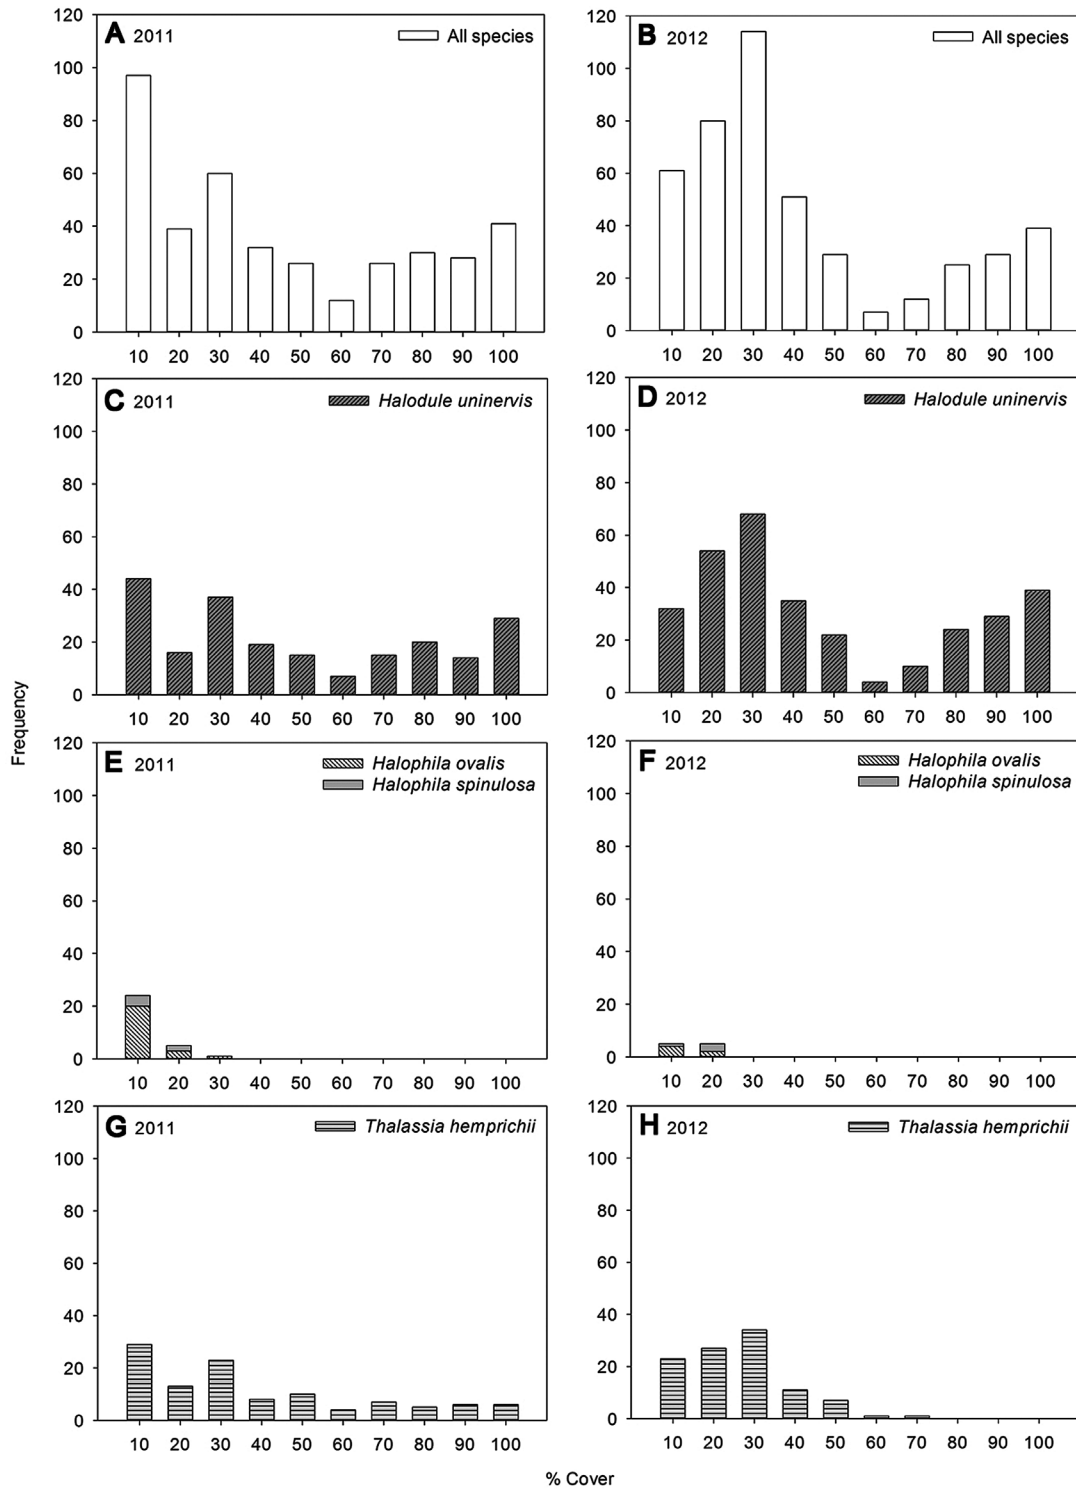 A 2011 All species
120
100
80
60
40
20
0
10 20 30 40 50 60 70 80 90 100
B 2012 All species
120
100
80
60
40
20
0
10 20 30 40 50 60 70 80 90 100
C 2011 Halodule uninervis
120
100
80
60
40
20
0
10 20 30 40 50 60 70 80 90 100
D 2012 Halodule uninervis
120
100
80
60
40
20
0
10 20 30 40 50 60 70 80 90 100
Frequency
E 2011 Halophila ovalis
Halophila spinulosa
120
100
80
60
40
20
0
10 20 30 40 50 60 70 80 90 100
F 2012 Halophila ovalis
Halophila spinulosa
120
100
80
60
40
20
0
10 20 30 40 50 60 70 80 90 100
G 2011 Thalassia hemprichii
120
100
80
60
40
20
0
10 20 30 40 50 60 70 80 90 100
H 2012 Thalassia hemprichii
120
100
80
60
40
20
0
10 20 30 40 50 60 70 80 90 100
% Cover